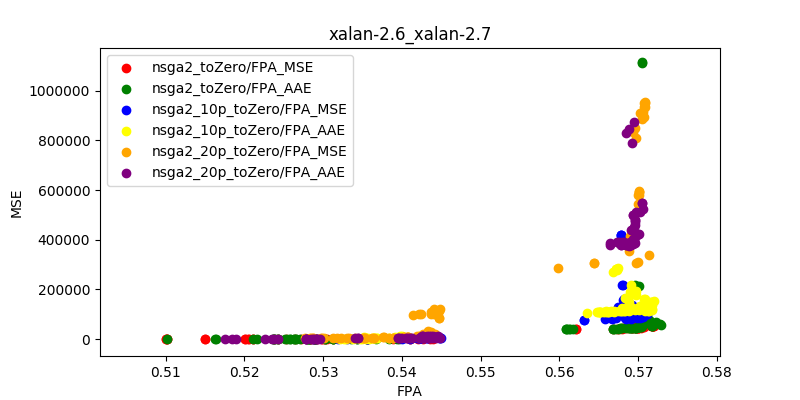 xalan-2.6_xalan-2.7
nsga2_toZero/FPA_MSE
nsga2_toZero/FPA_AAE
nsga2_10p_toZero/FPA_MSE
nsga2_10p_toZero/FPA_AAE
nsga2_20p_toZero/FPA_MSE
nsga2_20p_toZero/FPA_AAE
1000000
800000
600000
400000
200000
0
MSE
0.51 0.52 0.53 0.54 0.55 0.56 0.57 0.58
FPA